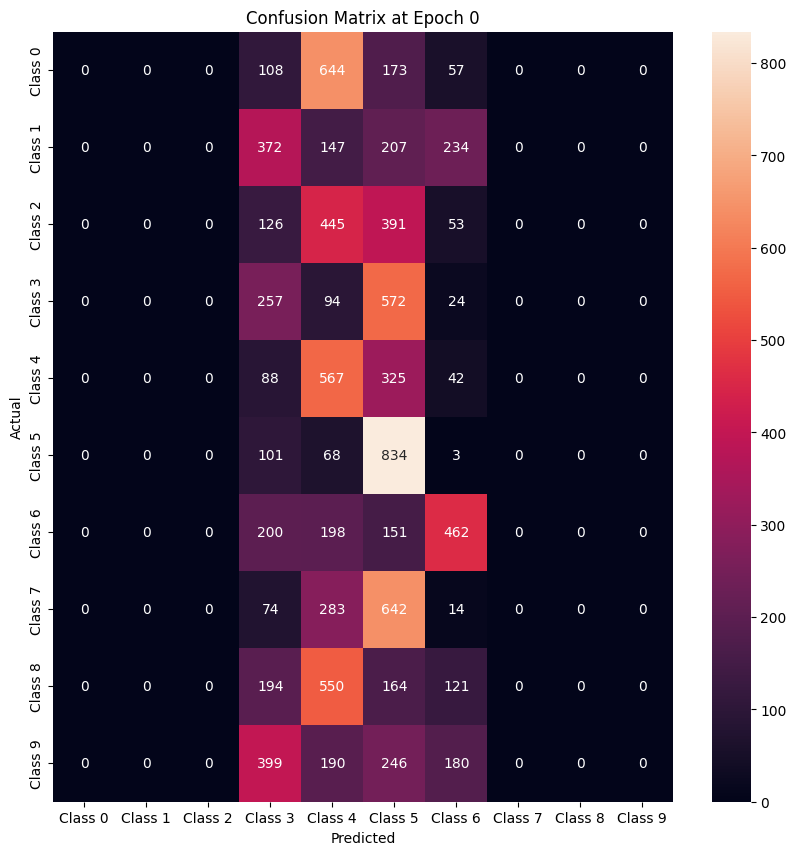 Confusion Matrix at Epoch 0
Class 0 0 0 0 108 644 173 57 0 0 0
Class 1 0 0 0 372 147 207 234 0 0 0
Class 2 0 0 0 126 445 391 53 0 0 0
Class 3 0 0 0 257 94 572 24 0 0 0
Class 4 0 0 0 88 567 325 42 0 0 0
Class 5 0 0 0 101 68 834 3 0 0 0
Class 6 0 0 0 200 198 151 462 0 0 0
Class 7 0 0 0 74 283 642 14 0 0 0
Class 8 0 0 0 194 550 164 121 0 0 0
Class 9 0 0 0 399 190 246 180 0 0 0
Class 0 Class 1 Class 2 Class 3 Class 4 Class 5 Class 6 Class 7 Class 8 Class 9
Predicted
Actual
800
700
600
500
400
300
200
100
0